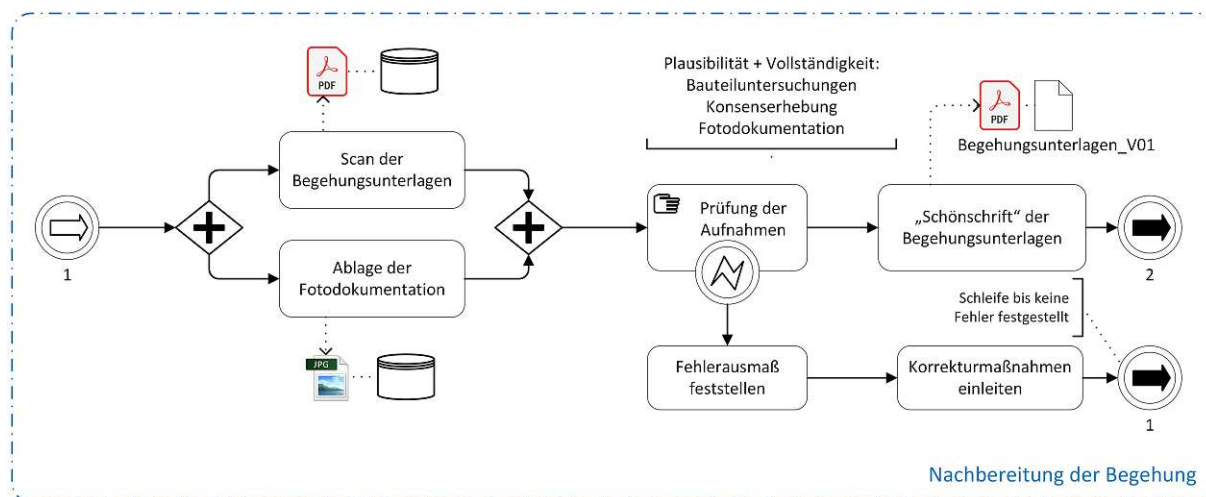 Plausibilität + Vollständigkeit:
Bauteiluntersuchungen
Konsenserhebung
Fotodokumentation
PDF
PDF
Begehungsunterlagen_V01
Scan der
Begehungsunterlagen
1
Prüfung der
Aufnahmen
„Schönschrift“ der
Begehungsunterlagen
2
Ablage der
Fotodokumentation
Schleife bis keine
Fehler festgestellt
JPG
Fehlerausmaß
feststellen
Korrekturmaßnahmen
einleiten
1
Nachbereitung der Begehung